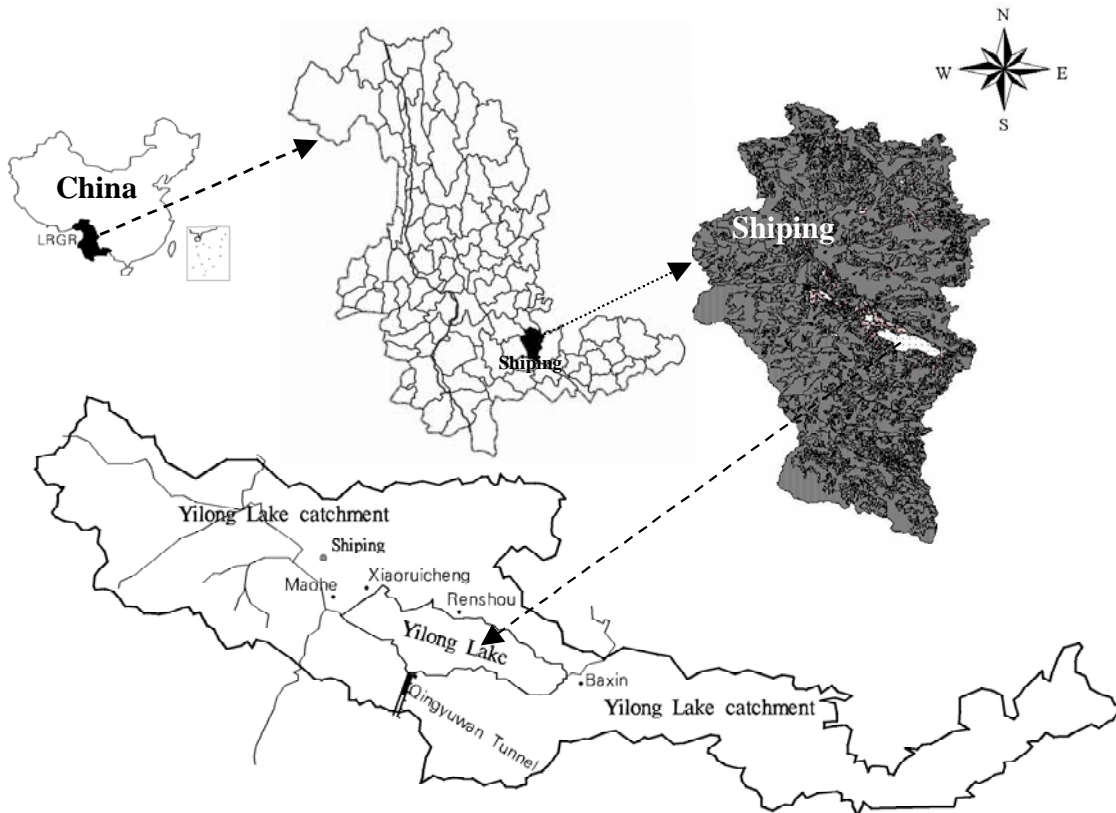 N
W E
S
China
LRGR
Shiping
Shiping
Yilong Lake catchment
Shiping
Maohe
Xiaoruicheng
Renshou
Yilong Lake
Baxin
Yilong Lake catchment
Qingyuwan Tunnel